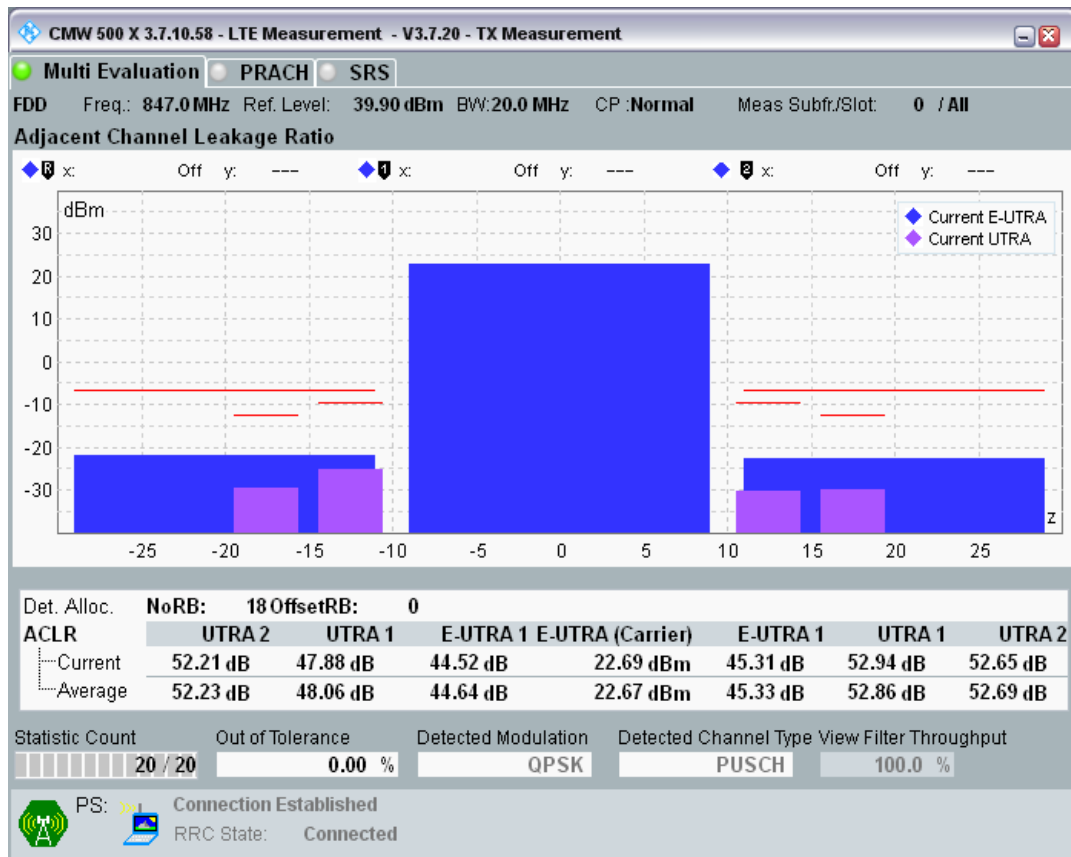 CMW 500 X 3.7.10.58 - LTE Measurement - V3.7.20 - TX Measurement
Multi Evaluation PRACH SRS
FDD Freq.: 847.0 MHz Ref. Level: 39.90 dBm BW:20.0 MHz CP :Normal Meas Subfr./Slot: 0 / All
Adjacent Channel Leakage Ratio
R x: Off y: --- 1 x: Off y: --- 2 x: Off y: ---
dBm
Current E-UTRA
Current UTRA
30
20
10
0
-10
-20
-30
z
-25 -20 -15 -10 -5 0 5 10 15 20 25
Det. Alloc. NoRB: 18 OffsetRB: 0
ACLR UTRA 2 UTRA 1 E-UTRA 1 E-UTRA (Carrier) E-UTRA 1 UTRA 1 UTRA 2
Current 52.21 dB 47.88 dB 44.52 dB 22.69 dBm 45.31 dB 52.94 dB 52.65 dB
Average 52.23 dB 48.06 dB 44.64 dB 22.67 dBm 45.33 dB 52.86 dB 52.69 dB
Statistic Count Out of Tolerance Detected Modulation Detected Channel Type View Filter Throughput
20 / 20 0.00 % QPSK PUSCH 100.0 %
PS: Connection Established
RRC State: Connected